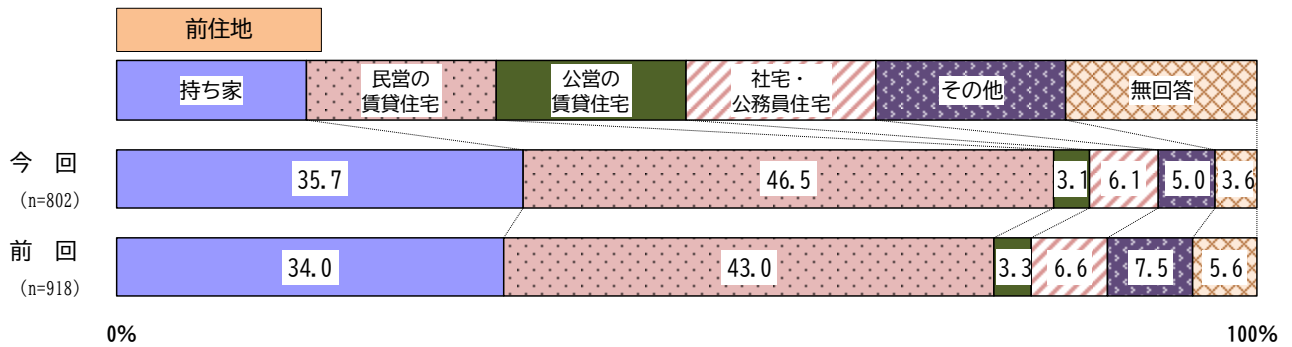 前住地
持ち家
民営の
賃貸住宅
公営の
賃貸住宅
社宅・
公務員住宅
その他
無回答
今 回
(n=802)
35.7 46.5 3.1 6.1 5.0 3.6
前 回
(n=918)
34.0 43.0 3.3 6.6 7.5 5.6
0% 100%